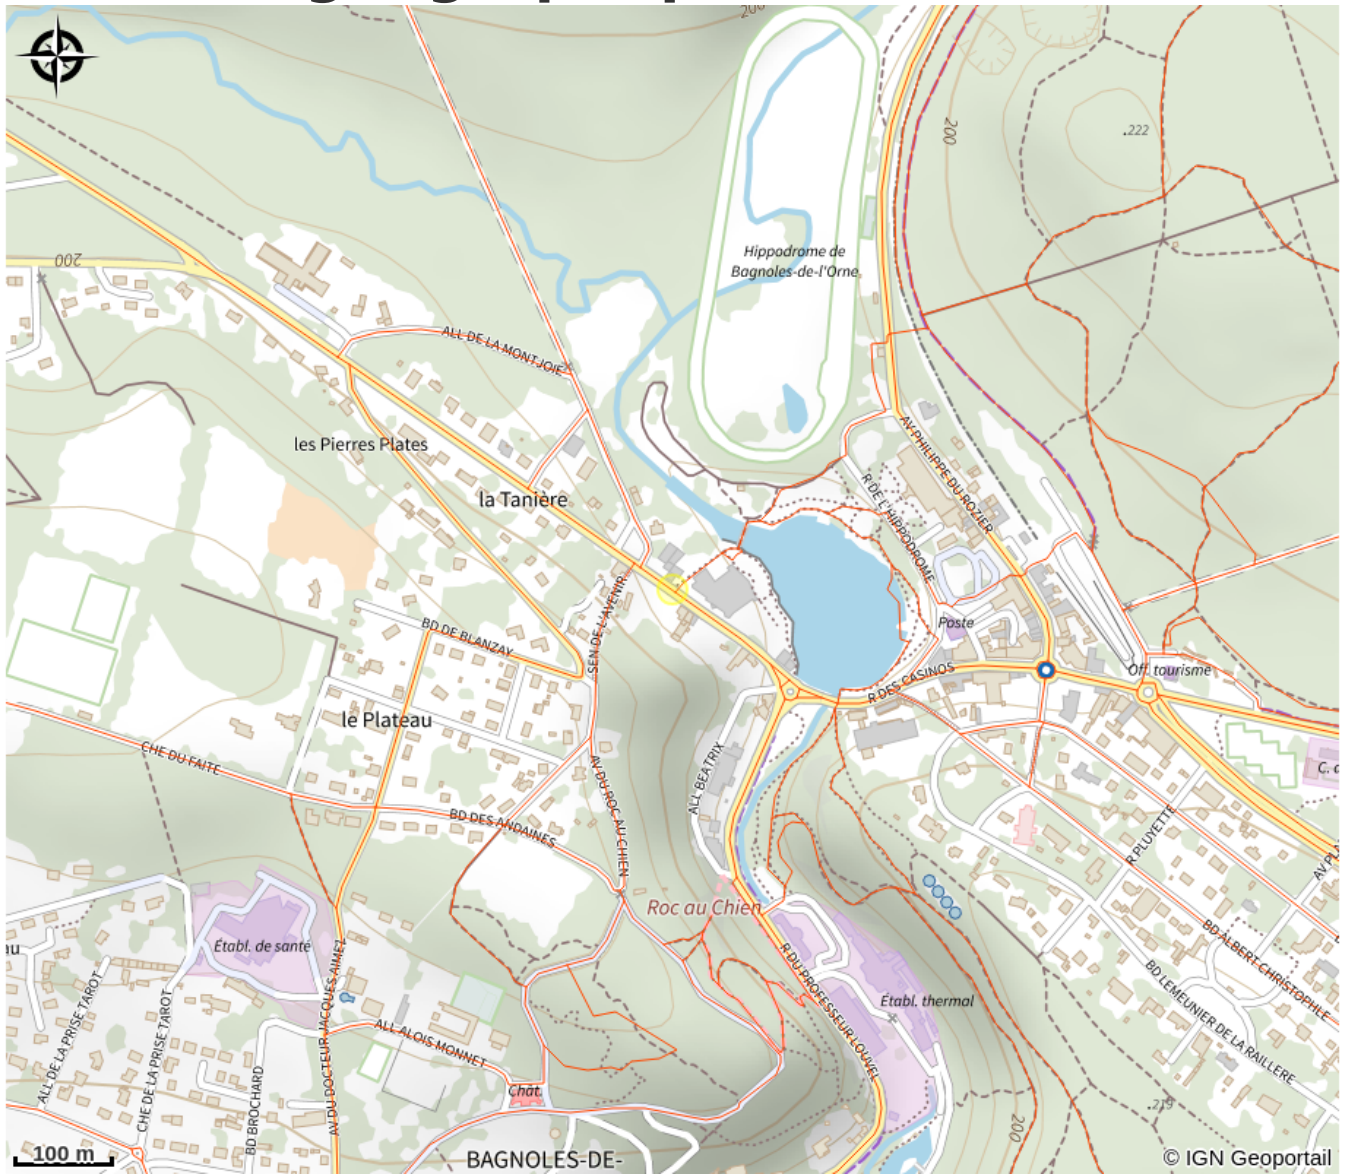 200
.222
200
200
Hippodrome de
Bagnoles-de-l'Orne
ALL DE LA MONTJOIE
les Pierres Plates
la Tanière
AV PHILIPPE DU ROZIER
R DE L'HIPPODROME
SEN DE L'AVENIR
BD DE BLANZAY
Poste
Off. tourisme
R DES CASINOS
le Plateau
CHE DU FAITE
ALL BEATRIX
AV DU ROC AU CHIEN
BD DES ANDAINES
C. d
R PLUYETTE
AV PLA
Roc au Chien
Établ. de santé
R DU PROFESSEUR LOUVEL
Établ. thermal
BD ALBERT CHRISTOPHLE
BD LEMEUNIER DE LA RAILLERE
au
ALL DE LA PRISE TAROT
CHE DE LA PRISE TAROT
AV DU DOCTEUR JACQUES AIMEZ
ALL ALOIS MONNET
BD BROCHARD
Chât.
.219
200
100 m
BAGNOLES-DE-
© IGN Geoportail